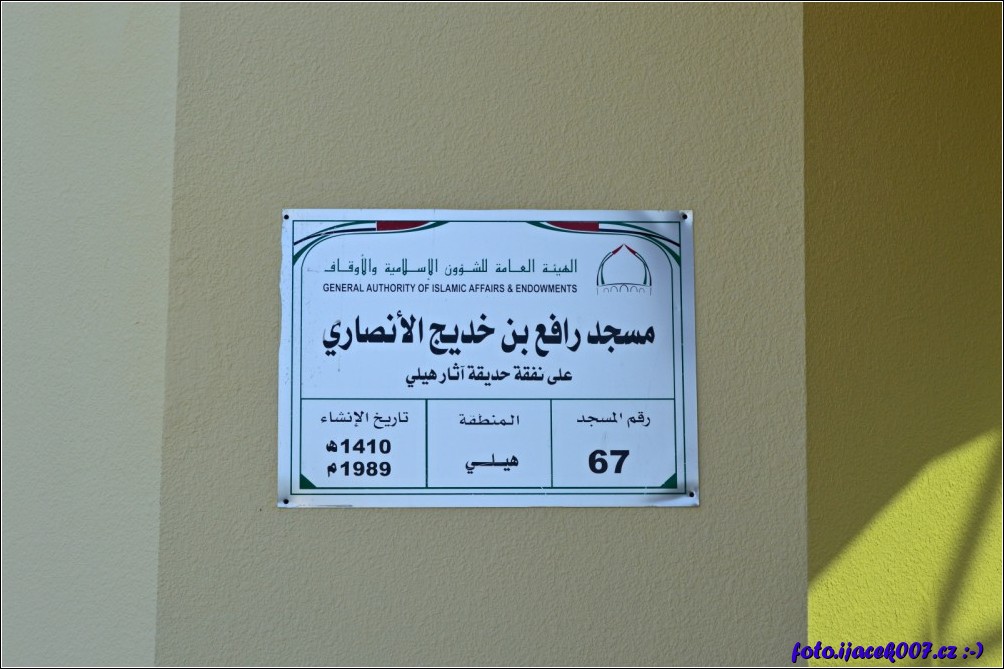 الهيئة العامة للشؤون الإسلامية والأوقاف
GENERAL AUTHORITY OF ISLAMIC AFFAIRS & ENDOWMENTS
مسجد رافع بن خديج الأنصاري
على نفقة حديقة آثار هيلي
رقم المسجد
67
المنطقة
هيلي
تاريخ الإنشاء
1410هـ
1989م
foto.ijacek007.cz :-)